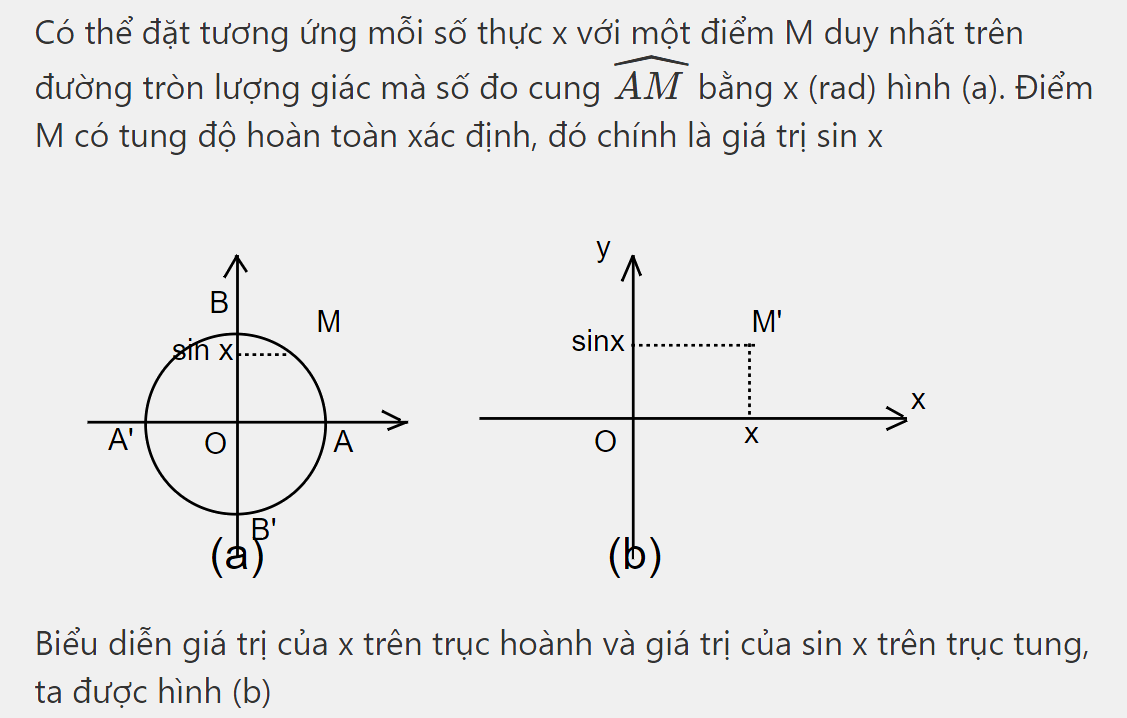 Có thể đặt tương ứng mỗi số thực x với một điểm M duy nhất trên
đường tròn lượng giác mà số đo cung AM bằng x (rad) hình (a). Điểm
M có tung độ hoàn toàn xác định, đó chính là giá trị sin x
B
M
sin x
A'
O
A
B'
(a)
y
M'
sinx
x
O
x
(b)
Biểu diễn giá trị của x trên trục hoành và giá trị của sin x trên trục tung,
ta được hình (b)